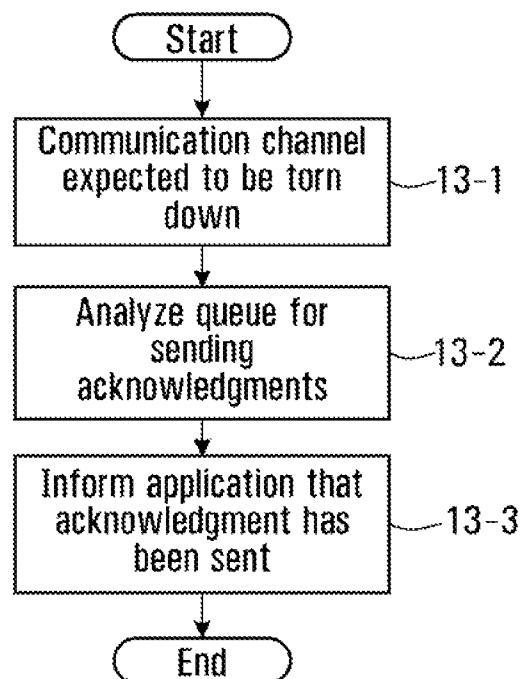 Start
Communication channel
expected to be torn
down
13-1
Analyze queue for
sending
acknowledgments
13-2
Inform application that
acknowledgment has
been sent
13-3
End